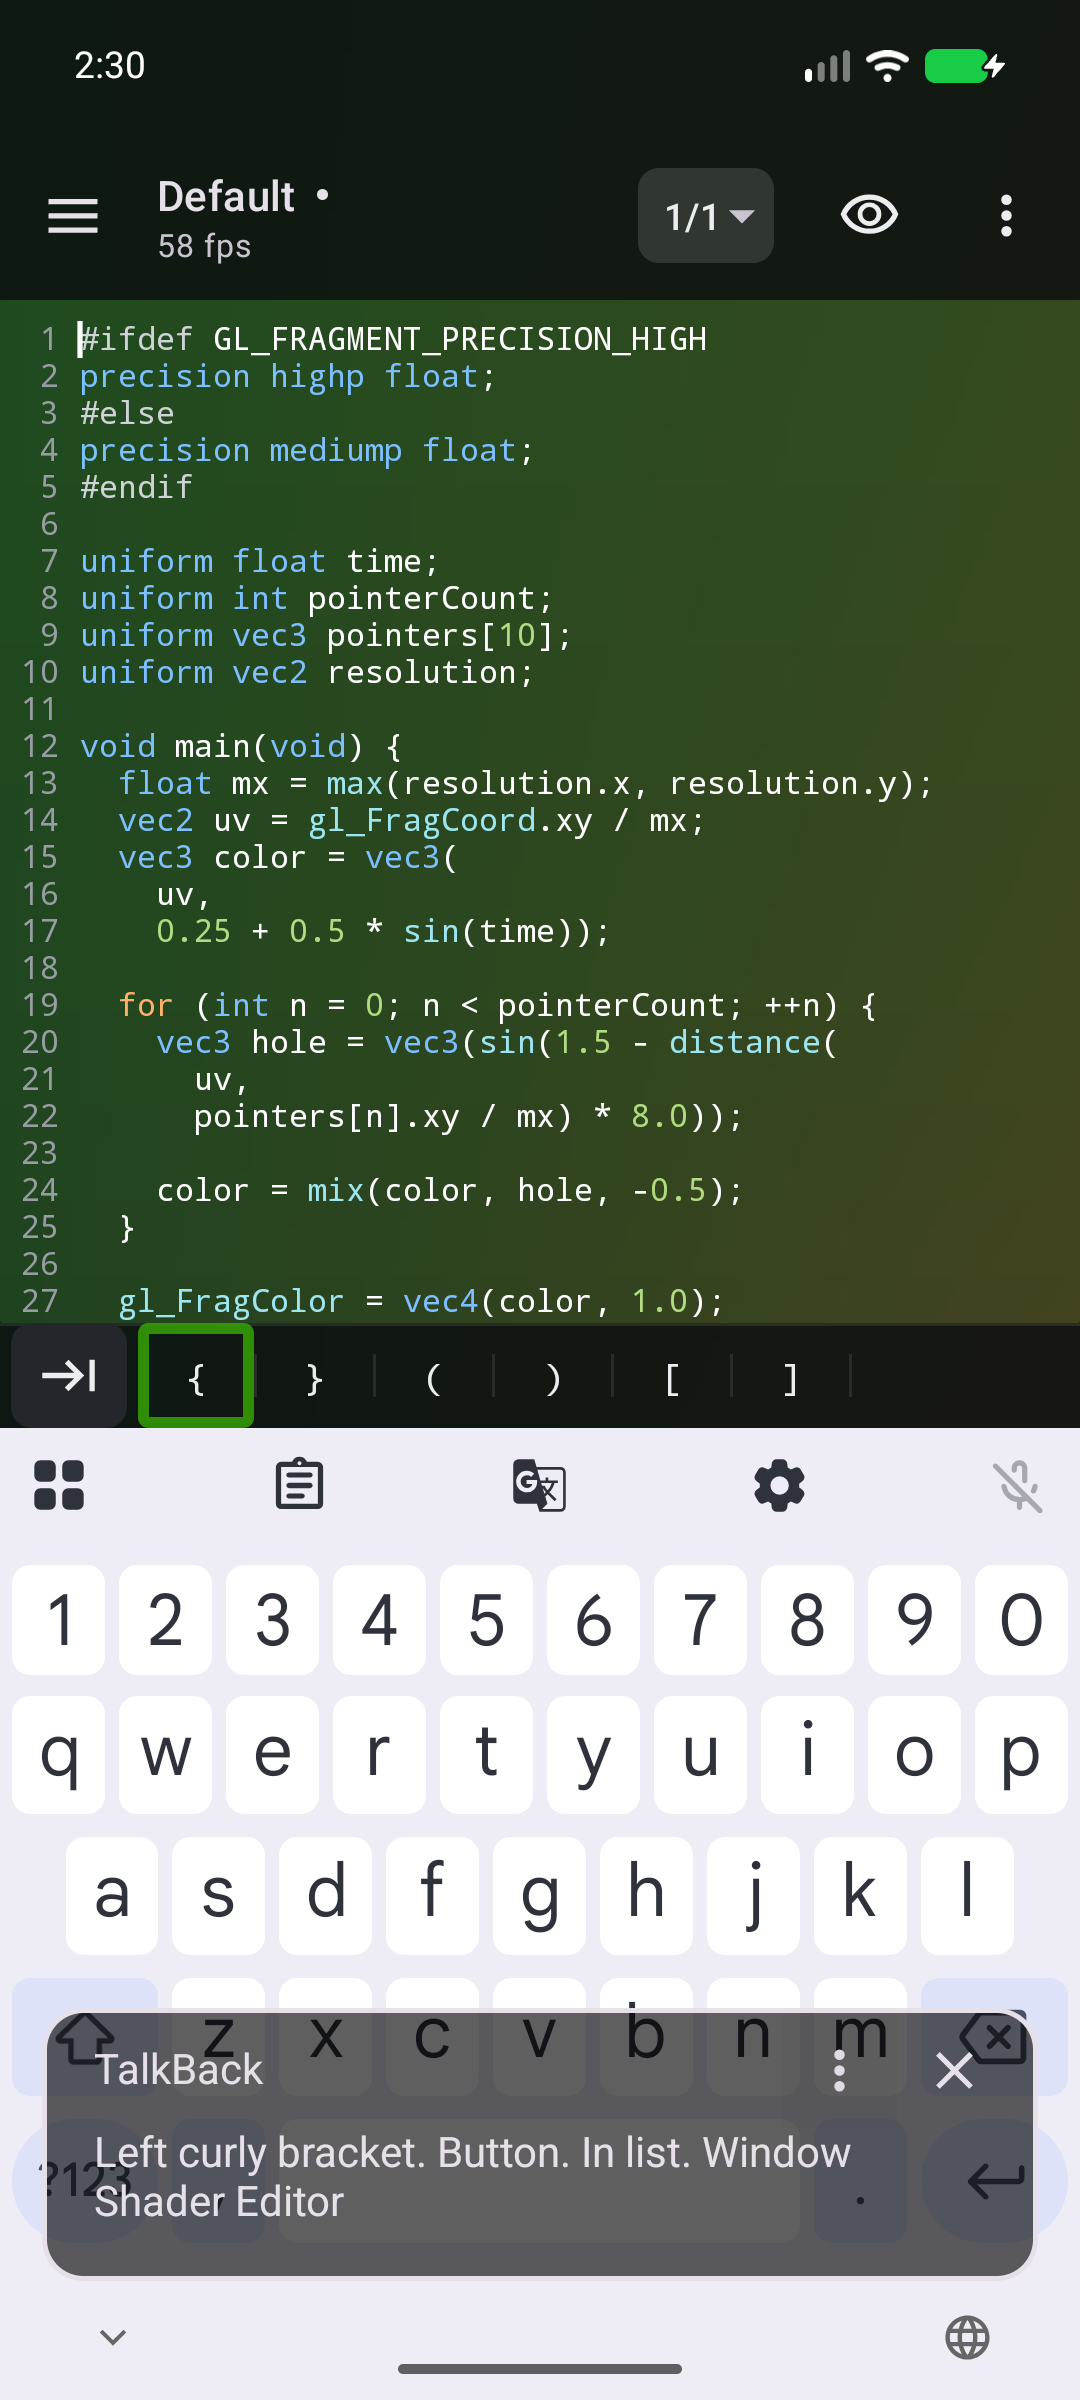 2:30
Default •
58 fps
1/1
1 #ifdef GL_FRAGMENT_PRECISION_HIGH
2 precision highp float;
3 #else
4 precision mediump float;
5 #endif
6
7 uniform float time;
8 uniform int pointerCount;
9 uniform vec3 pointers[10];
10 uniform vec2 resolution;
11
12 void main(void) {
13   float mx = max(resolution.x, resolution.y);
14   vec2 uv = gl_FragCoord.xy / mx;
15   vec3 color = vec3(
16     uv,
17     0.25 + 0.5 * sin(time));
18
19   for (int n = 0; n < pointerCount; ++n) {
20     vec3 hole = vec3(sin(1.5 - distance(
21       uv,
22       pointers[n].xy / mx) * 8.0));
23
24     color = mix(color, hole, -0.5);
25   }
26
27   gl_FragColor = vec4(color, 1.0);
{ } ( ) [ ]
1 2 3 4 5 6 7 8 9 0
q w e r t y u i o p
a s d f g h j k l
z x c v b n m
TalkBack
?123 , .
Left curly bracket. Button. In list. Window
Shader Editor